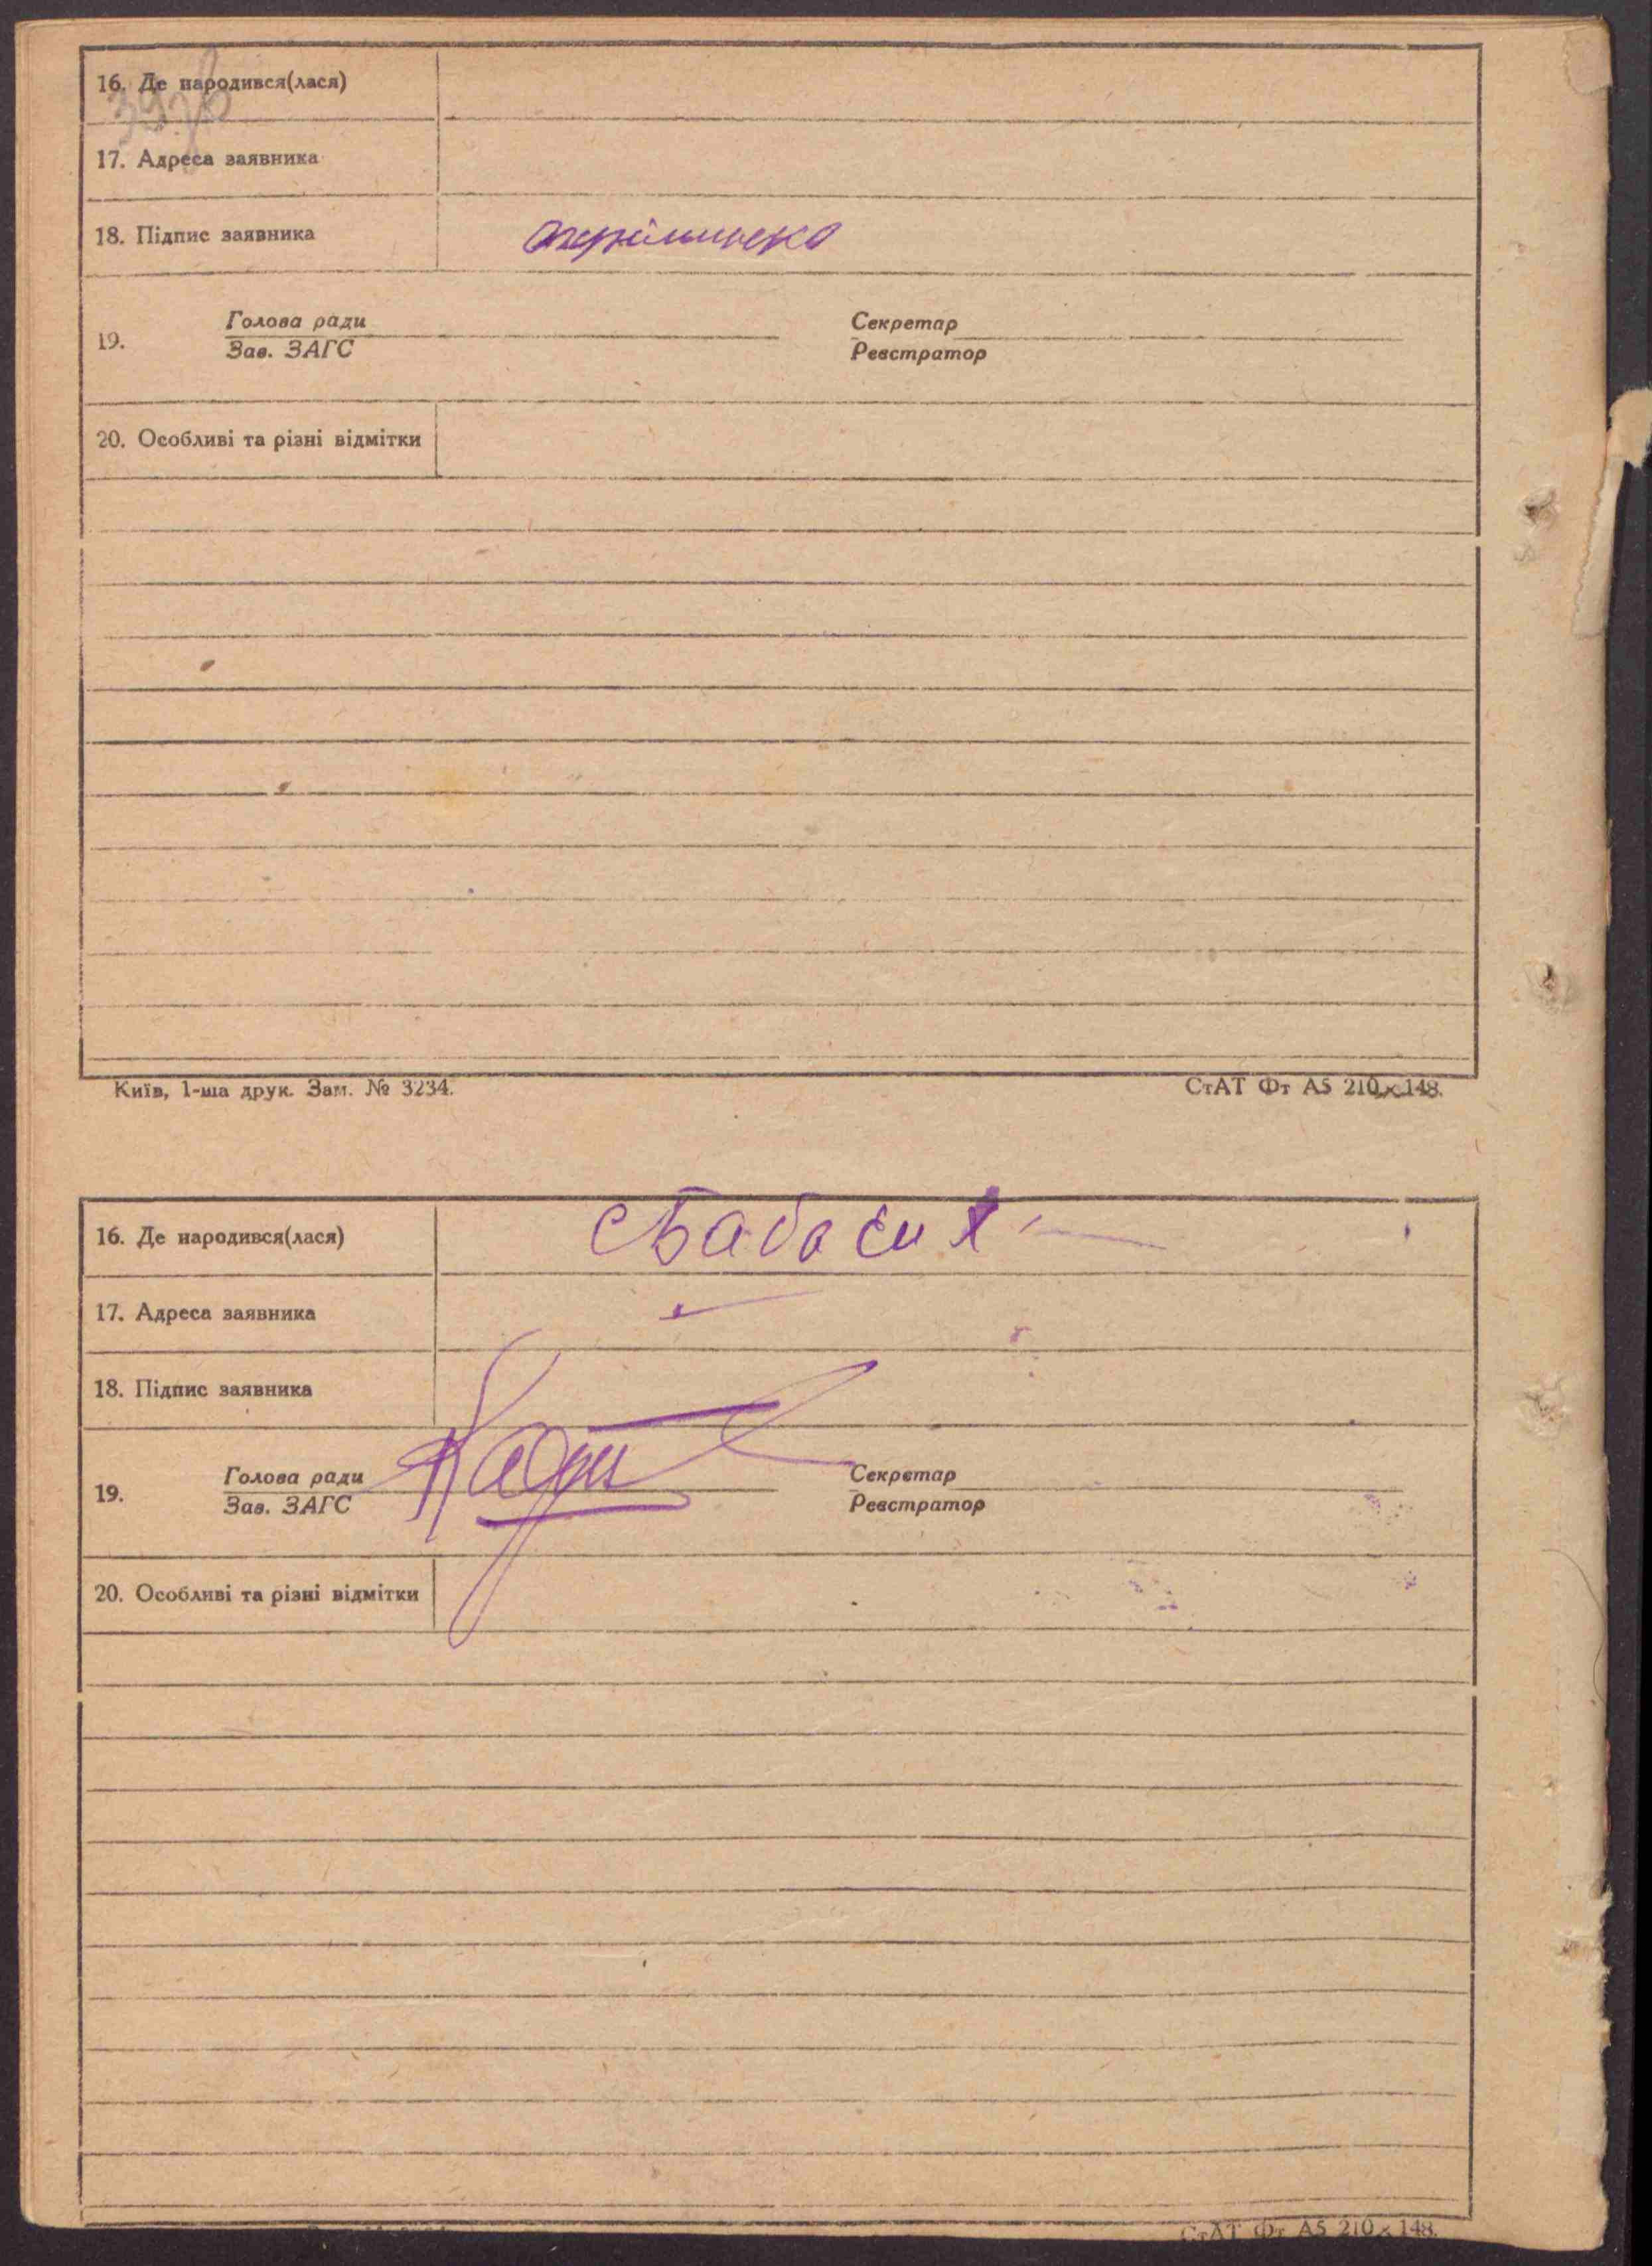 16. Де народився(лася)
17. Адреса заявника
18. Підпис заявника
19. Голова ради Секретар
Зав. ЗАГС Реєстратор
20. Особливі та різні відмітки
Київ, 1-ша друк. Зам. № 3234. СтАТ Фт А5 210×148.
16. Де народився(лася)
17. Адреса заявника
18. Підпис заявника
19. Голова ради Секретар
Зав. ЗАГС Реєстратор
20. Особливі та різні відмітки
СтАТ Фт А5 210×148.